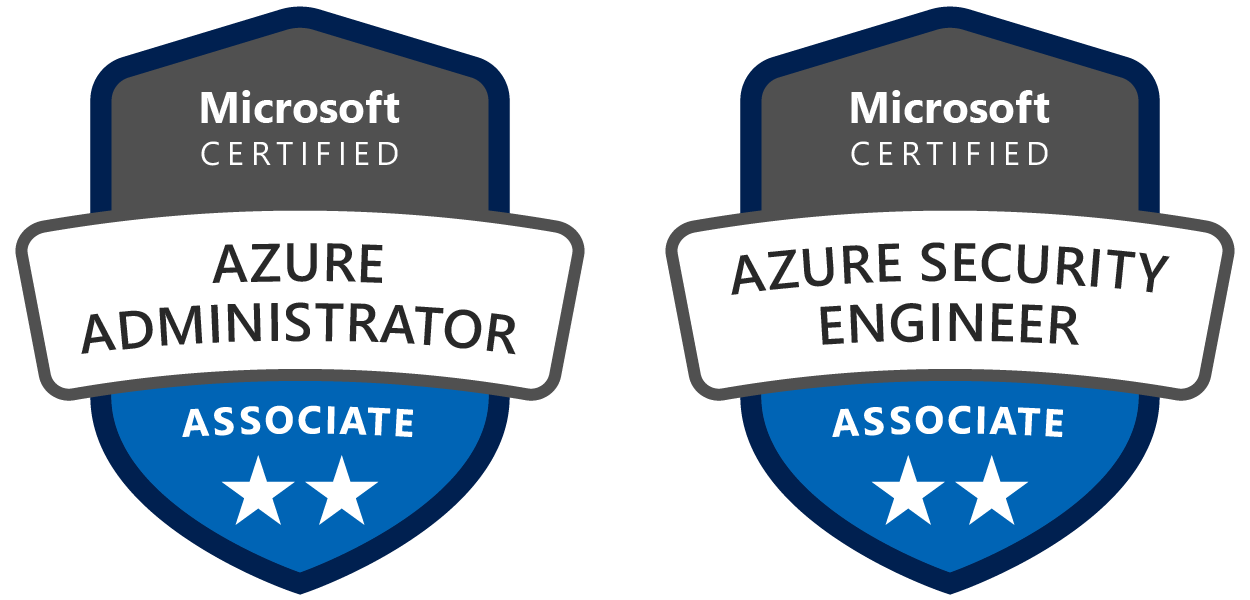 Microsoft
CERTIFIED
AZURE
ADMINISTRATOR
ASSOCIATE
Microsoft
CERTIFIED
AZURE SECURITY
ENGINEER
ASSOCIATE